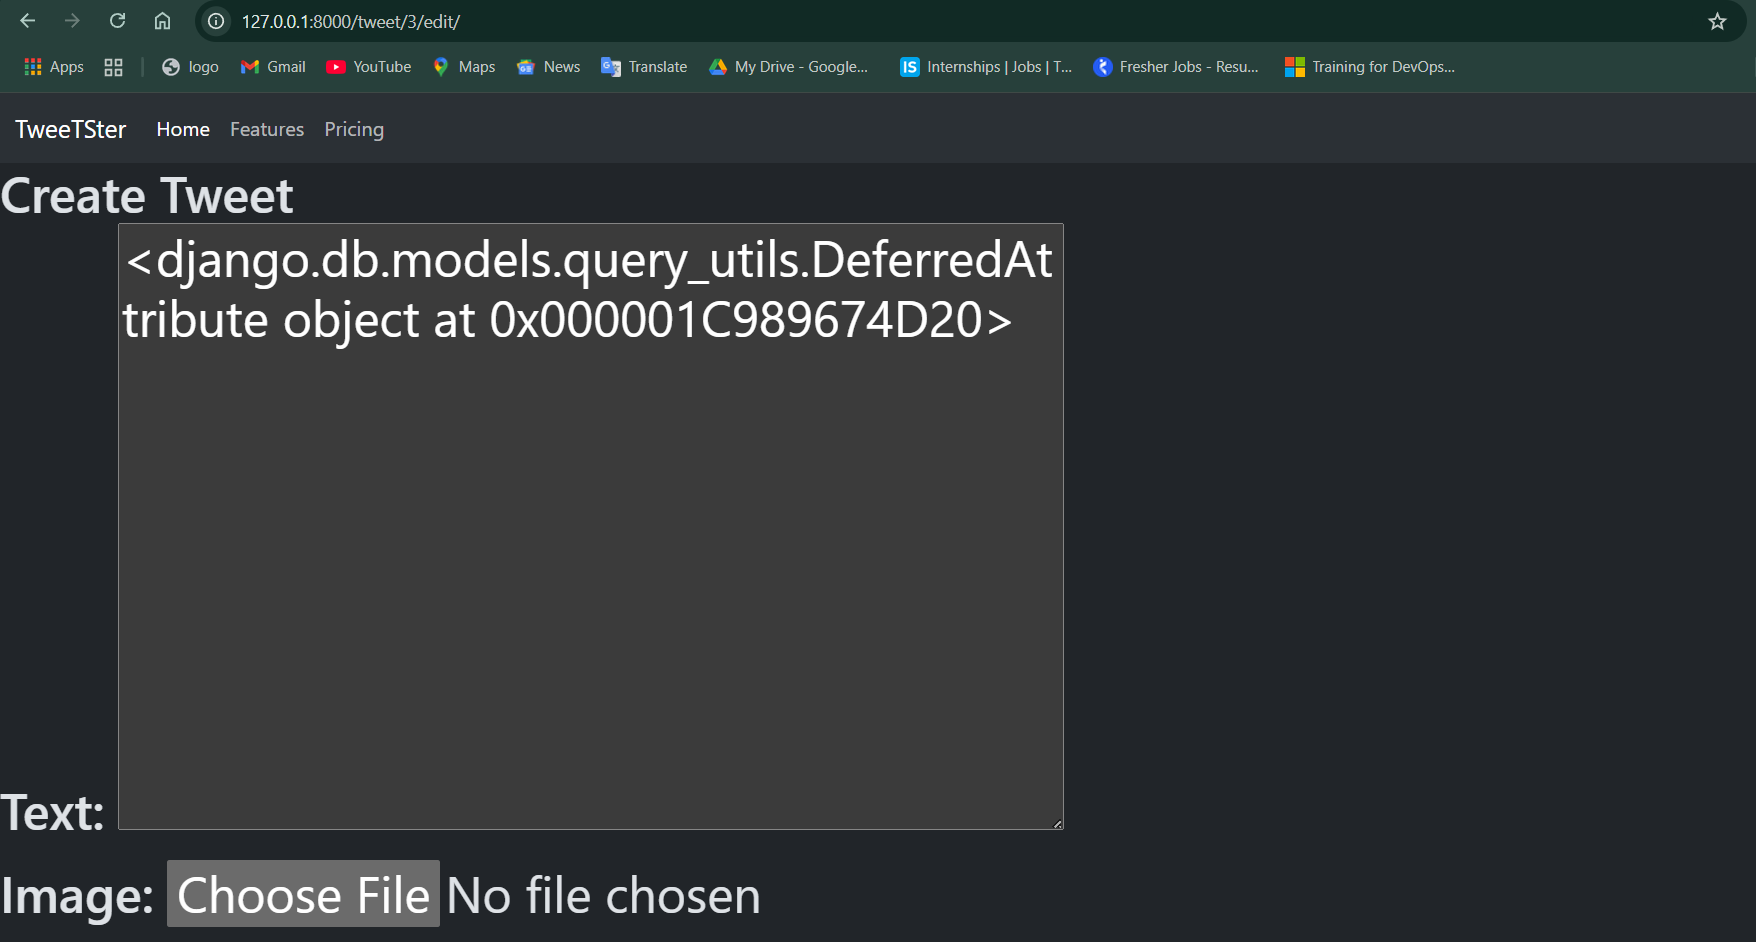 127.0.0.1:8000/tweet/3/edit/
Apps logo Gmail YouTube Maps News Translate My Drive - Google... Internships | Jobs | T... Fresher Jobs - Resu... Training for DevOps...
TweeTSter Home Features Pricing
Create Tweet
<django.db.models.query_utils.DeferredAt
tribute object at 0x000001C989674D20>
Text:
Image: Choose File No file chosen